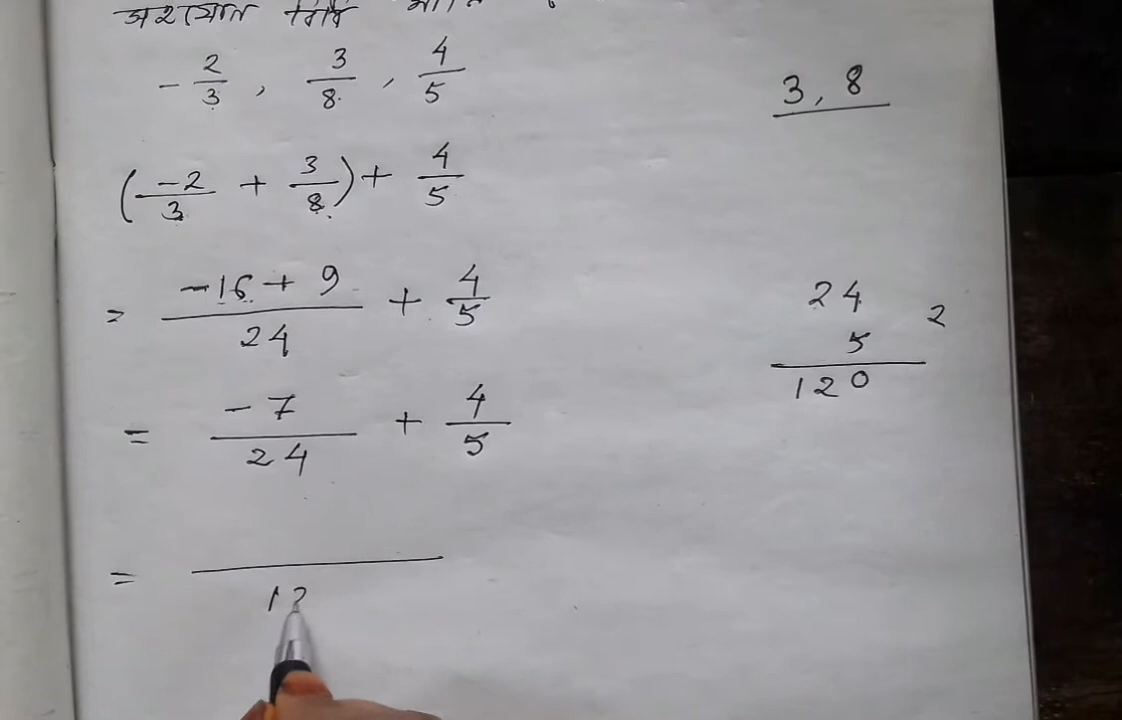 -2/3 , 3/8 , 4/5
3, 8
(-2/3 + 3/8) + 4/5
= -16 + 9/24 + 4/5
24 2
5
120
= -7/24 + 4/5
= /12